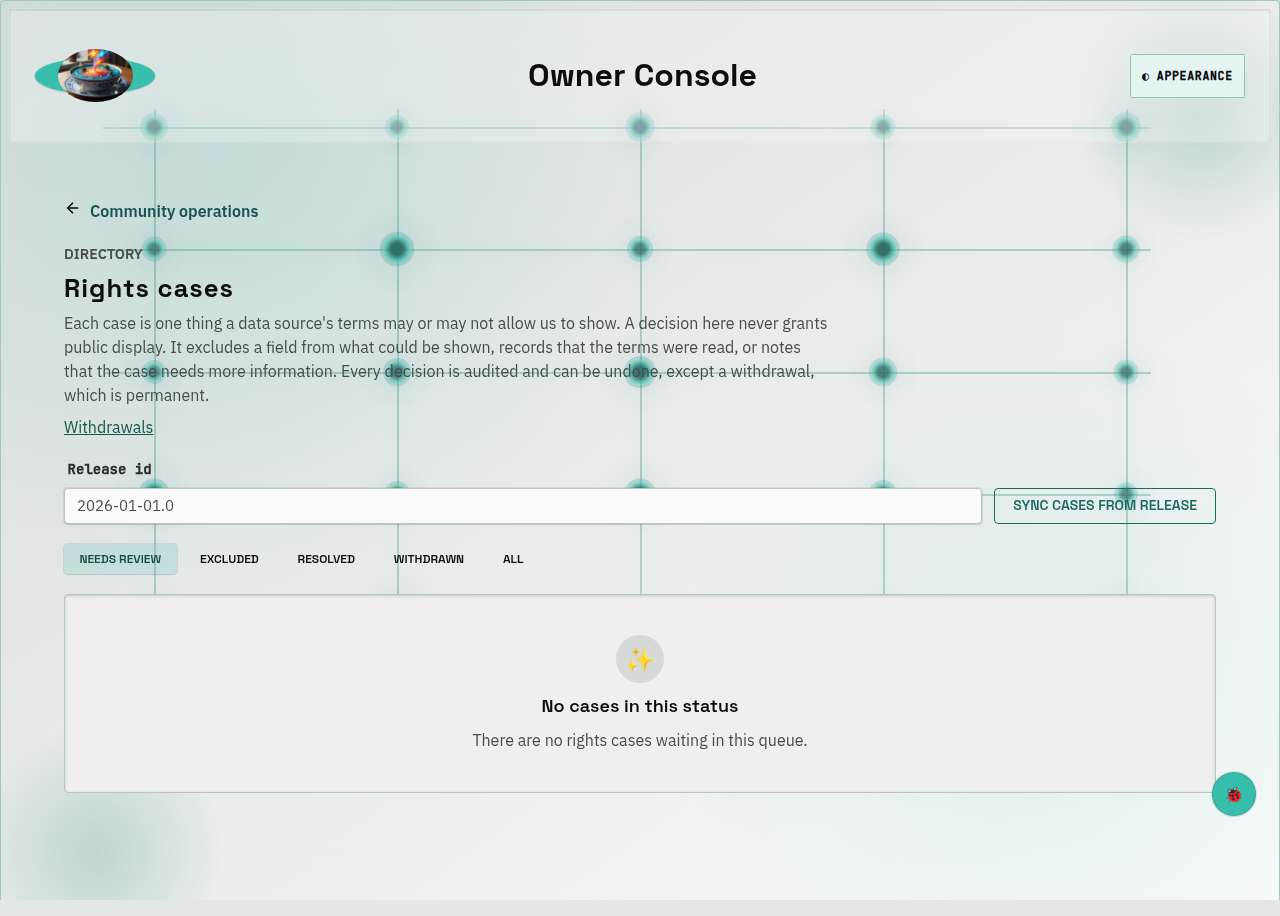 Owner Console
◐ APPEARANCE
← Community operations
DIRECTORY
Rights cases
Each case is one thing a data source's terms may or may not allow us to show. A decision here never grants
public display. It excludes a field from what could be shown, records that the terms were read, or notes
that the case needs more information. Every decision is audited and can be undone, except a withdrawal,
which is permanent.
Withdrawals
Release id
2026-01-01.0
SYNC CASES FROM RELEASE
NEEDS REVIEW EXCLUDED RESOLVED WITHDRAWN ALL
No cases in this status
There are no rights cases waiting in this queue.